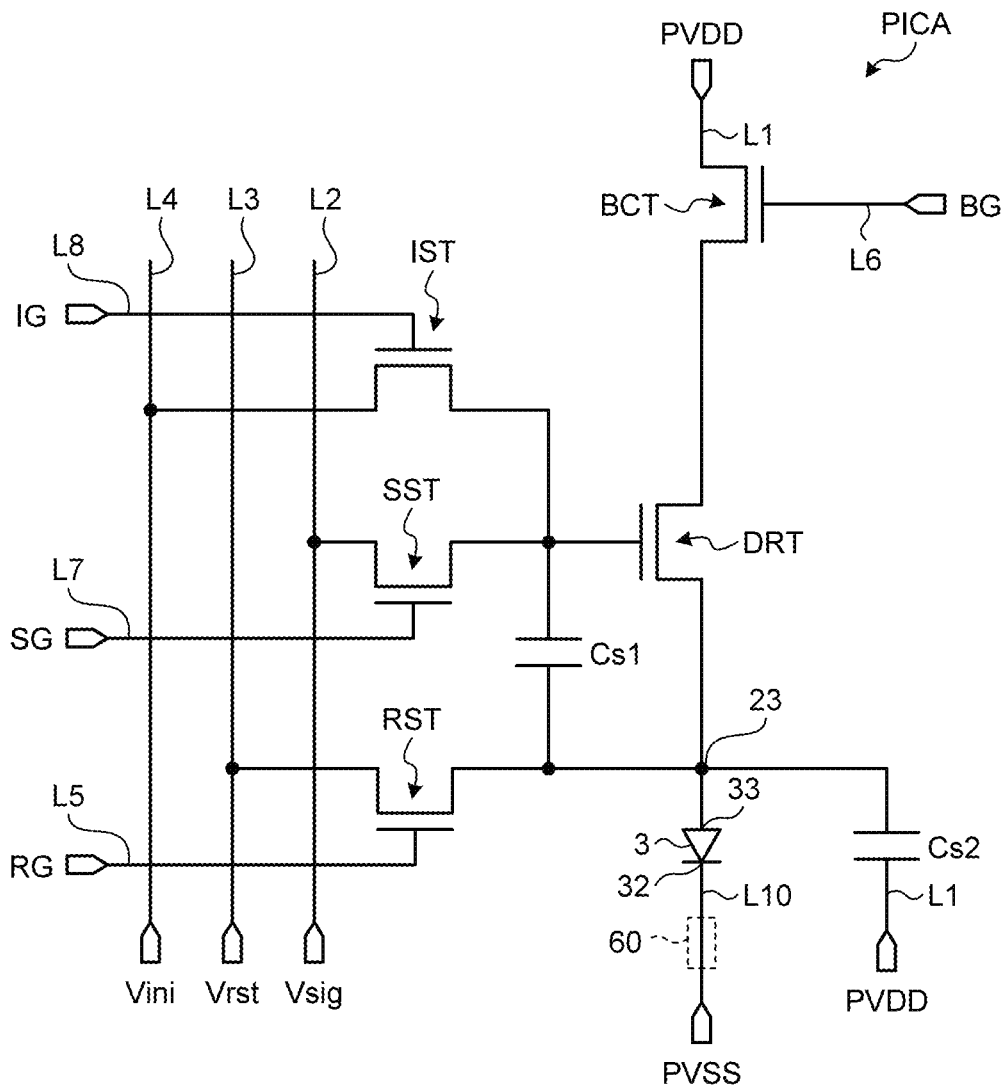 PICA
PVDD
L1
BCT
BG
L6
L4
L3
L2
L8
IST
IG
SST
DRT
L7
SG
Cs1
RST
23
L5
33
3
Cs2
RG
32
L10
L1
60
Vini
Vrst
Vsig
PVDD
PVSS